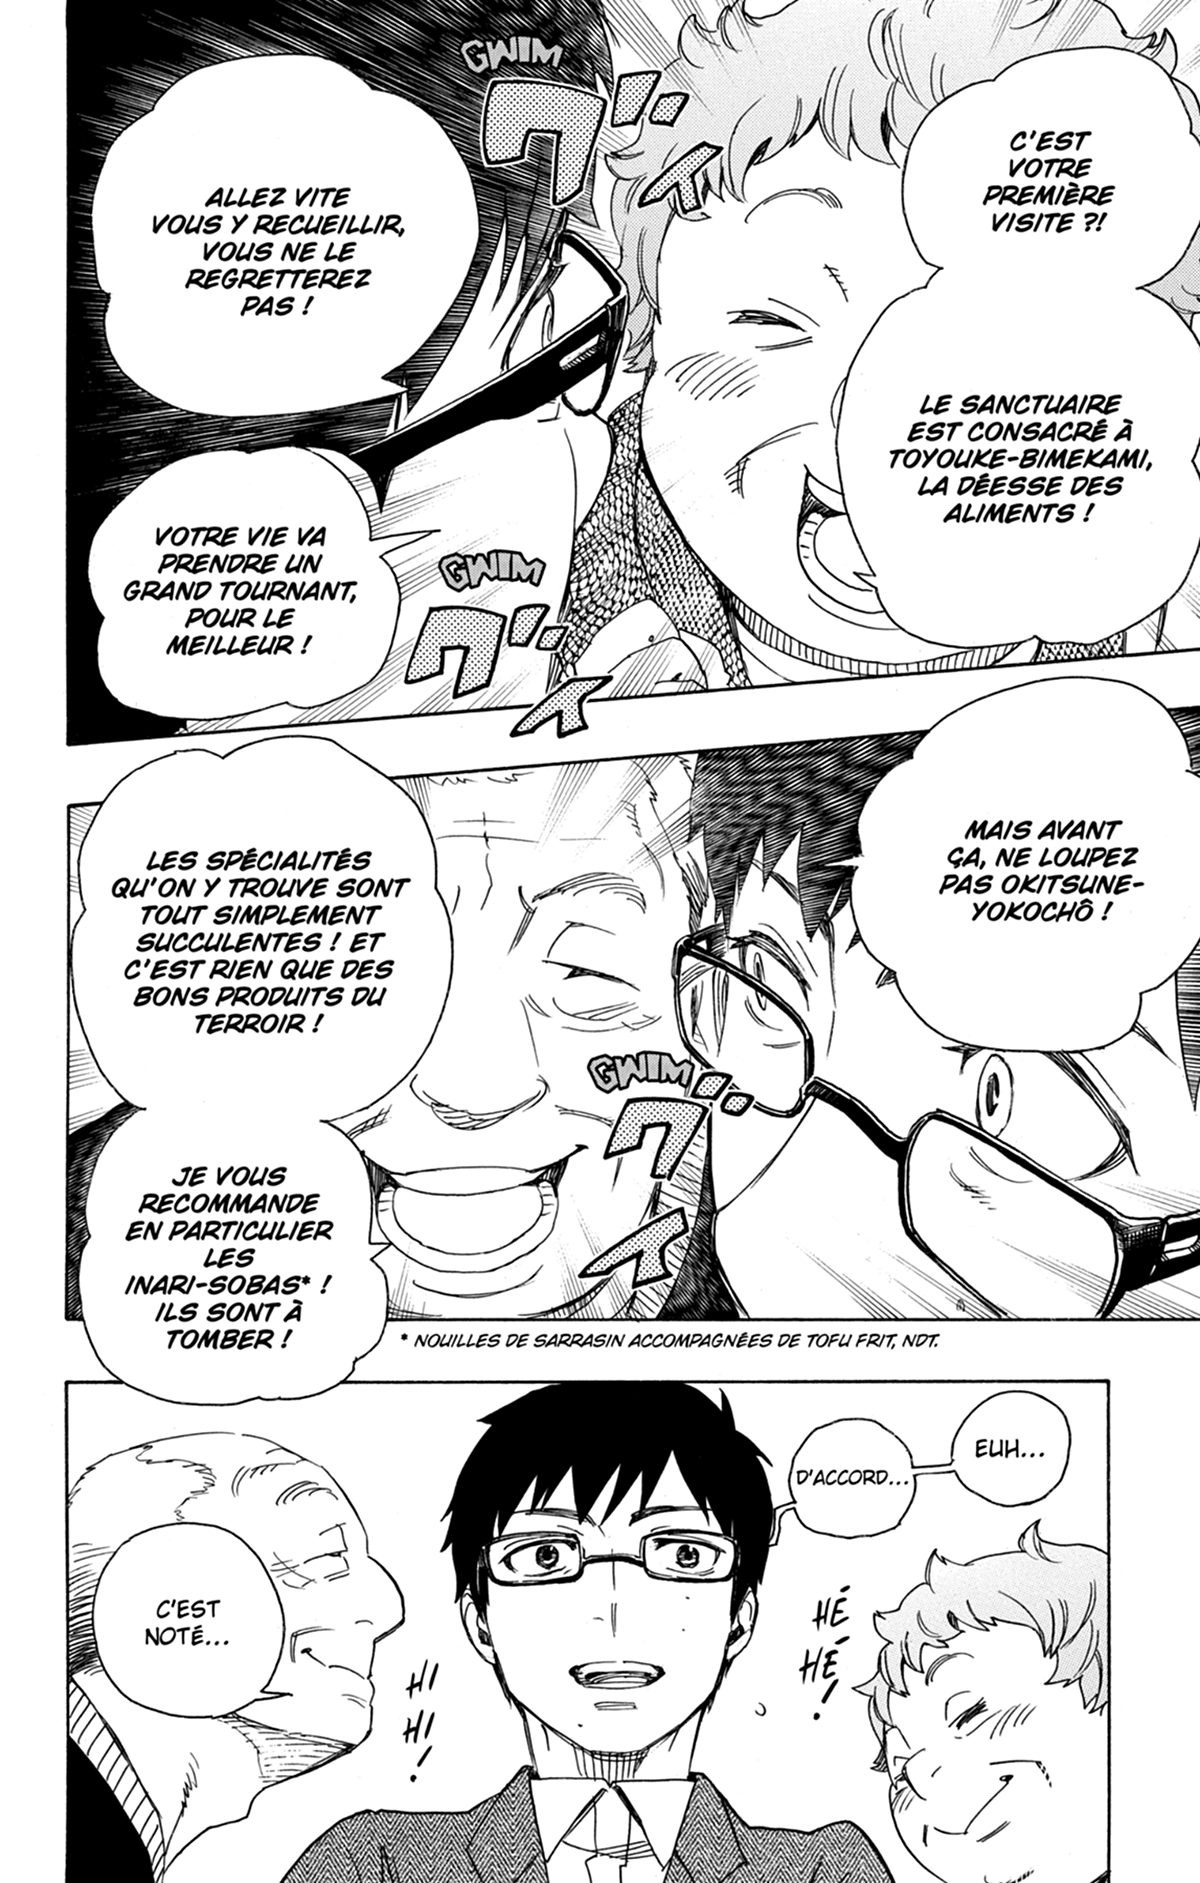 C'EST
VOTRE
PREMIÈRE
VISITE ?!
LE SANCTUAIRE
EST CONSACRÉ À
TOYOUKE-BIMEKAMI,
LA DÉESSE DES
ALIMENTS !
GWIM
グイ
ALLEZ VITE
VOUS Y RECUEILLIR,
VOUS NE LE
REGRETTEREZ
PAS !
VOTRE VIE VA
PRENDRE UN
GRAND TOURNANT,
POUR LE
MEILLEUR !
GWIM
グイ
MAIS AVANT
ÇA, NE LOUPEZ
PAS OKITSUNE-
YOKOCHÔ !
GWIM
グイ
LES SPÉCIALITÉS
QU'ON Y TROUVE SONT
TOUT SIMPLEMENT
SUCCULENTES ! ET
C'EST RIEN QUE DES
BONS PRODUITS DU
TERROIR !
JE VOUS
RECOMMANDE
EN PARTICULIER
LES
INARI-SOBAS* !
ILS SONT À
TOMBER !
* NOUILLES DE SARRASIN ACCOMPAGNÉES DE TOFU FRIT, NDT.
EUH...
D'ACCORD...
HÉ
HÉ !
HI
HI !
C'EST
NOTÉ...